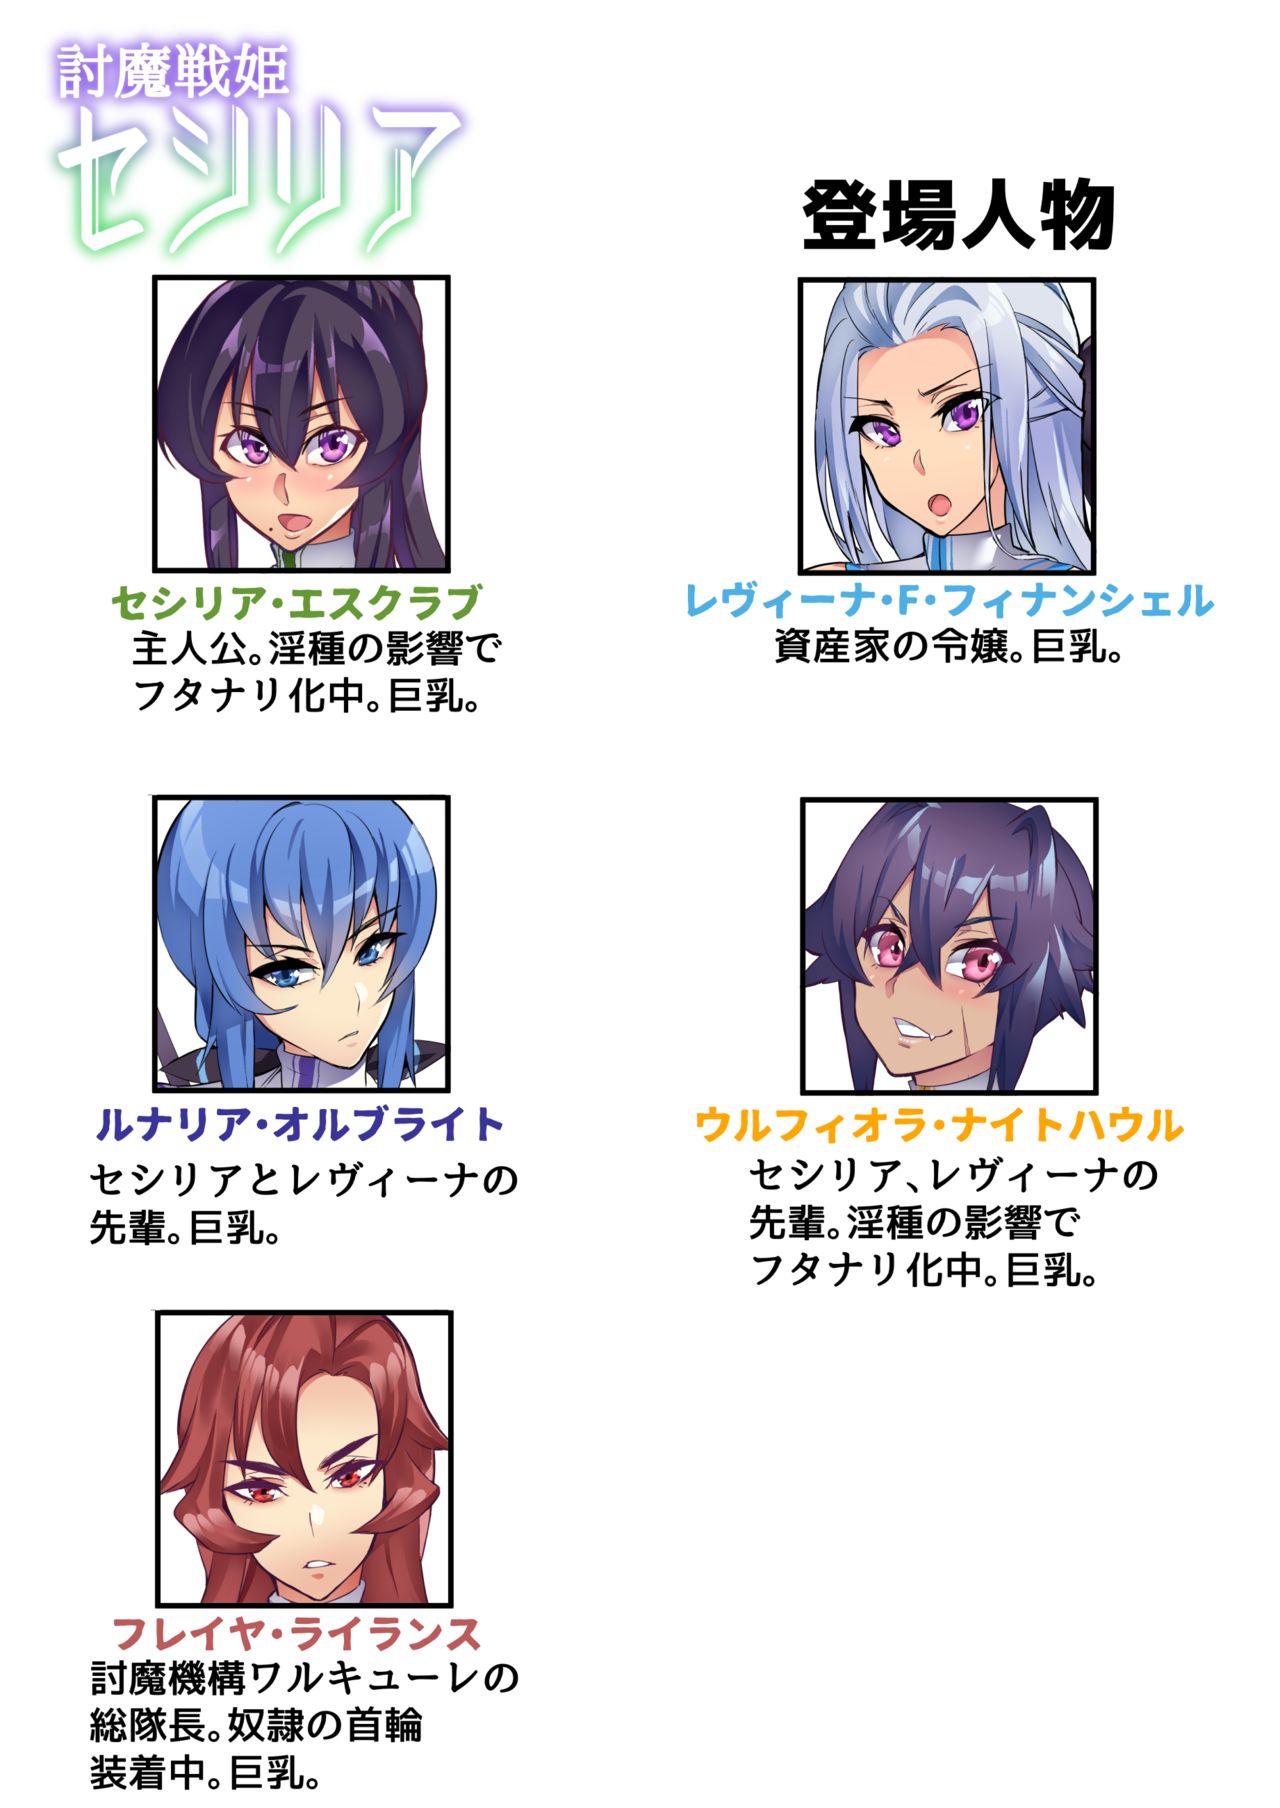 討魔戦姫
セシリア
登場人物
セシリア・エスクラブ
主人公。淫種の影響で
フタナリ化中。巨乳。
レヴィーナ・F・フィナンシェル
資産家の令嬢。巨乳。
ルナリア・オルブライト
セシリアとレヴィーナの
先輩。巨乳。
ウルフィオラ・ナイトハウル
セシリア、レヴィーナの
先輩。淫種の影響で
フタナリ化中。巨乳。
フレイヤ・ライランス
討魔機構ワルキューレの
総隊長。奴隷の首輪
装着中。巨乳。